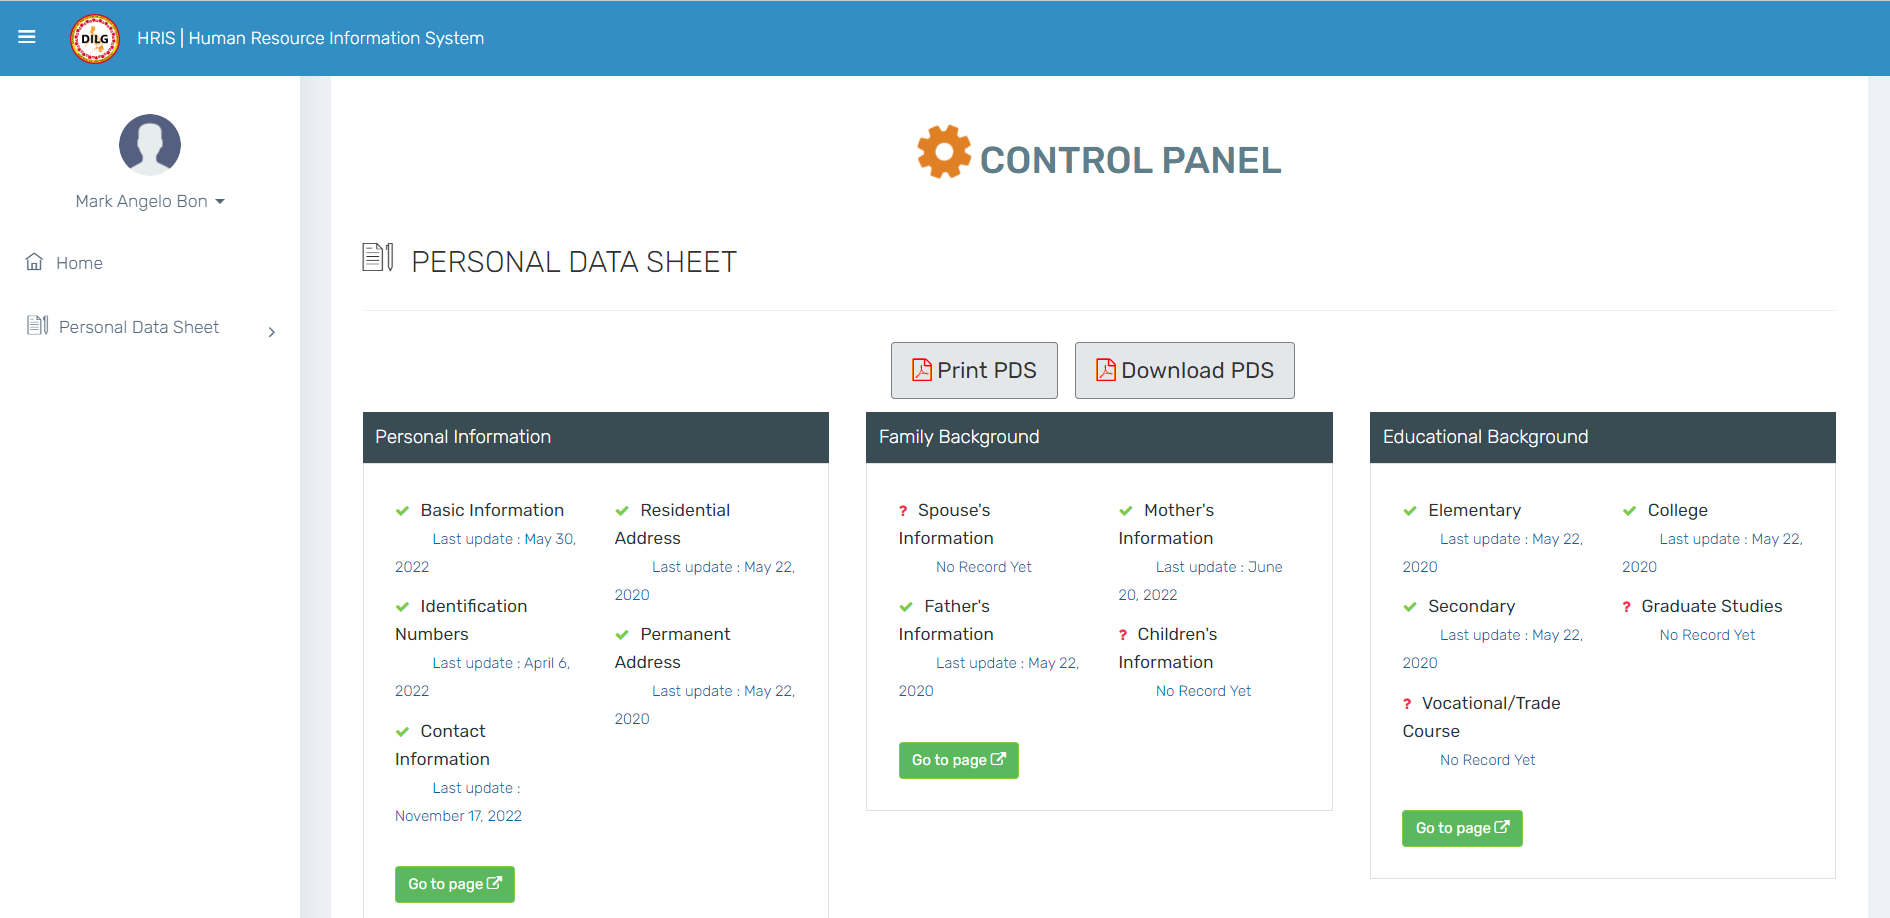 DILG
HRIS | Human Resource Information System
Mark Angelo Bon
Home
Personal Data Sheet
CONTROL PANEL
PERSONAL DATA SHEET
Print PDS
Download PDS
Personal Information
Basic Information
Last update : May 30,
2022
Identification
Numbers
Last update : April 6,
2022
Contact
Information
Last update :
November 17, 2022
Residential
Address
Last update : May 22,
2020
Permanent
Address
Last update : May 22,
2020
Go to page
Family Background
? Spouse's
Information
No Record Yet
Father's
Information
Last update : May 22,
2020
Mother's
Information
Last update : June
20, 2022
? Children's
Information
No Record Yet
Go to page
Educational Background
Elementary
Last update : May 22,
2020
Secondary
Last update : May 22,
2020
? Vocational/Trade
Course
No Record Yet
College
Last update : May 22,
2020
? Graduate Studies
No Record Yet
Go to page